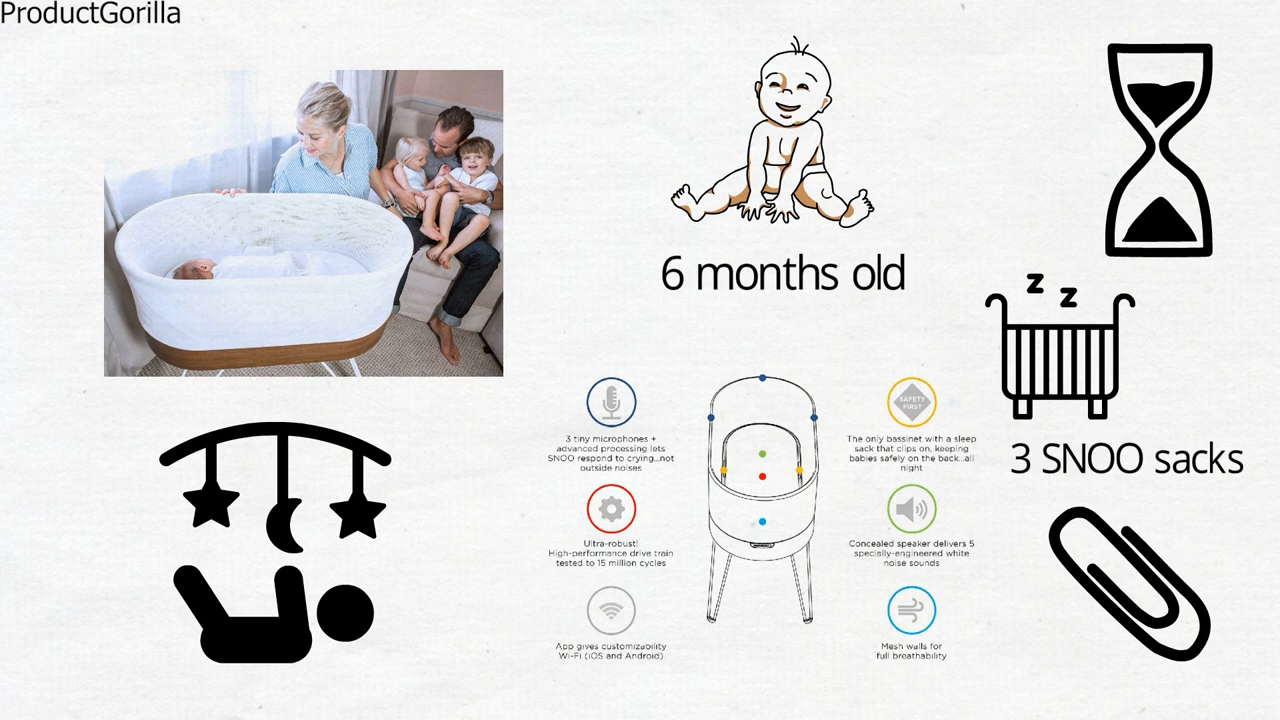 ProductGorilla
6 months old
z z
3 SNOO sacks
3 tiny microphones +
advanced processing lets
SNOO respond to crying...not
outside noises
SAFETY
FIRST
The only bassinet with a sleep
sack that clips on, keeping
babies safely on the back...all
night
Ultra-robust!
High-performance drive train
tested to 15 million cycles
Concealed speaker delivers 5
specially-engineered white
noise sounds
App gives customizability
Wi-Fi (iOS and Android)
Mesh walls for
full breathability